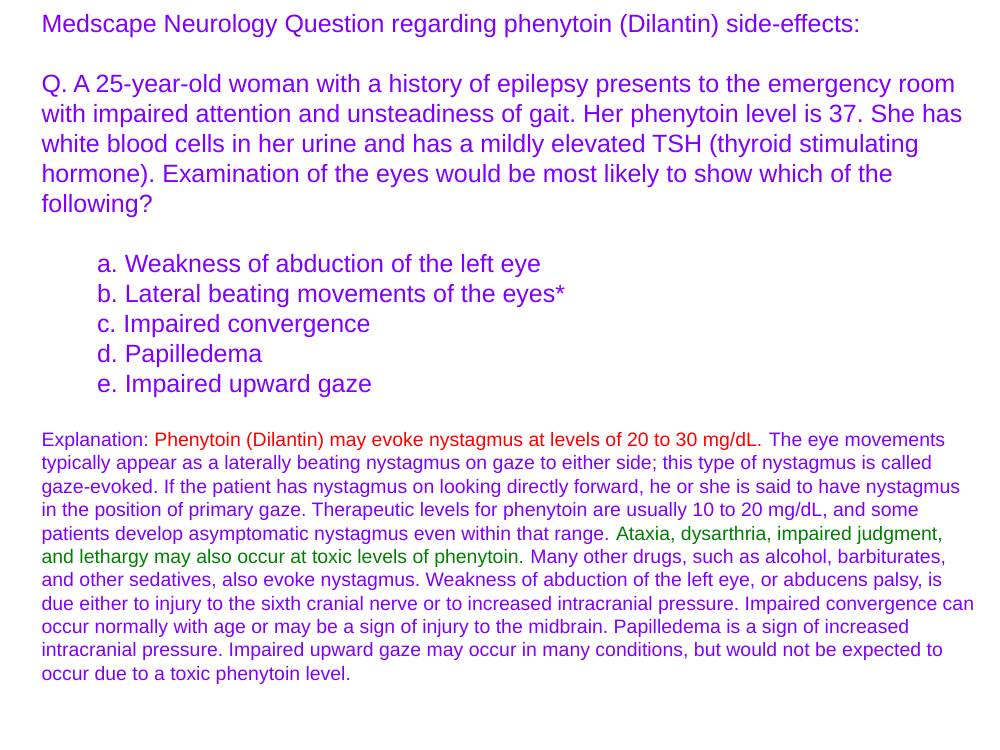 Medscape Neurology Question regarding phenytoin (Dilantin) side-effects:
Q. A 25-year-old woman with a history of epilepsy presents to the emergency room
with impaired attention and unsteadiness of gait. Her phenytoin level is 37. She has
white blood cells in her urine and has a mildly elevated TSH (thyroid stimulating
hormone). Examination of the eyes would be most likely to show which of the
following?
a. Weakness of abduction of the left eye
b. Lateral beating movements of the eyes*
c. Impaired convergence
d. Papilledema
e. Impaired upward gaze
Explanation: Phenytoin (Dilantin) may evoke nystagmus at levels of 20 to 30 mg/dL. The eye movements
typically appear as a laterally beating nystagmus on gaze to either side; this type of nystagmus is called
gaze-evoked. If the patient has nystagmus on looking directly forward, he or she is said to have nystagmus
in the position of primary gaze. Therapeutic levels for phenytoin are usually 10 to 20 mg/dL, and some
patients develop asymptomatic nystagmus even within that range. Ataxia, dysarthria, impaired judgment,
and lethargy may also occur at toxic levels of phenytoin. Many other drugs, such as alcohol, barbiturates,
and other sedatives, also evoke nystagmus. Weakness of abduction of the left eye, or abducens palsy, is
due either to injury to the sixth cranial nerve or to increased intracranial pressure. Impaired convergence can
occur normally with age or may be a sign of injury to the midbrain. Papilledema is a sign of increased
intracranial pressure. Impaired upward gaze may occur in many conditions, but would not be expected to
occur due to a toxic phenytoin level.